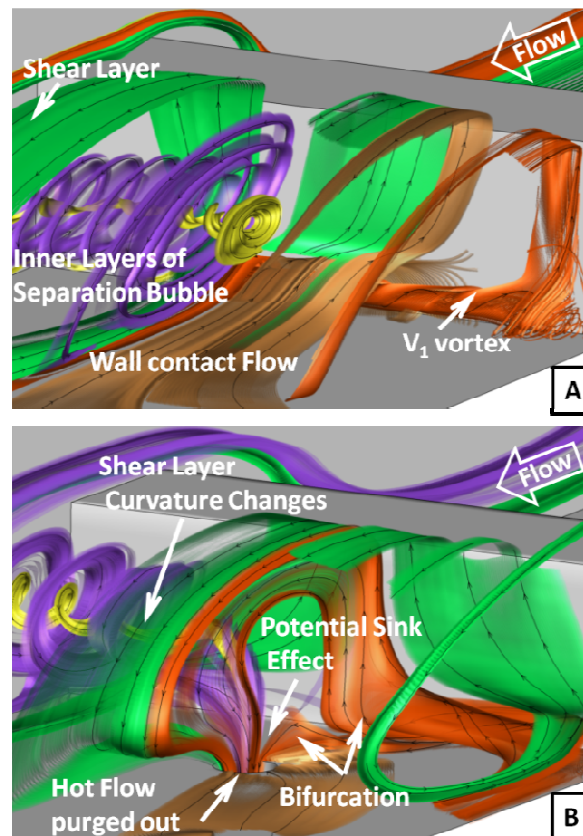 Flow
Shear Layer
Inner Layers of
Separation Bubble
Wall contact Flow
V₁ vortex
A
Flow
Shear Layer
Curvature Changes
Potential Sink
Effect
Hot Flow
purged out
Bifurcation
B